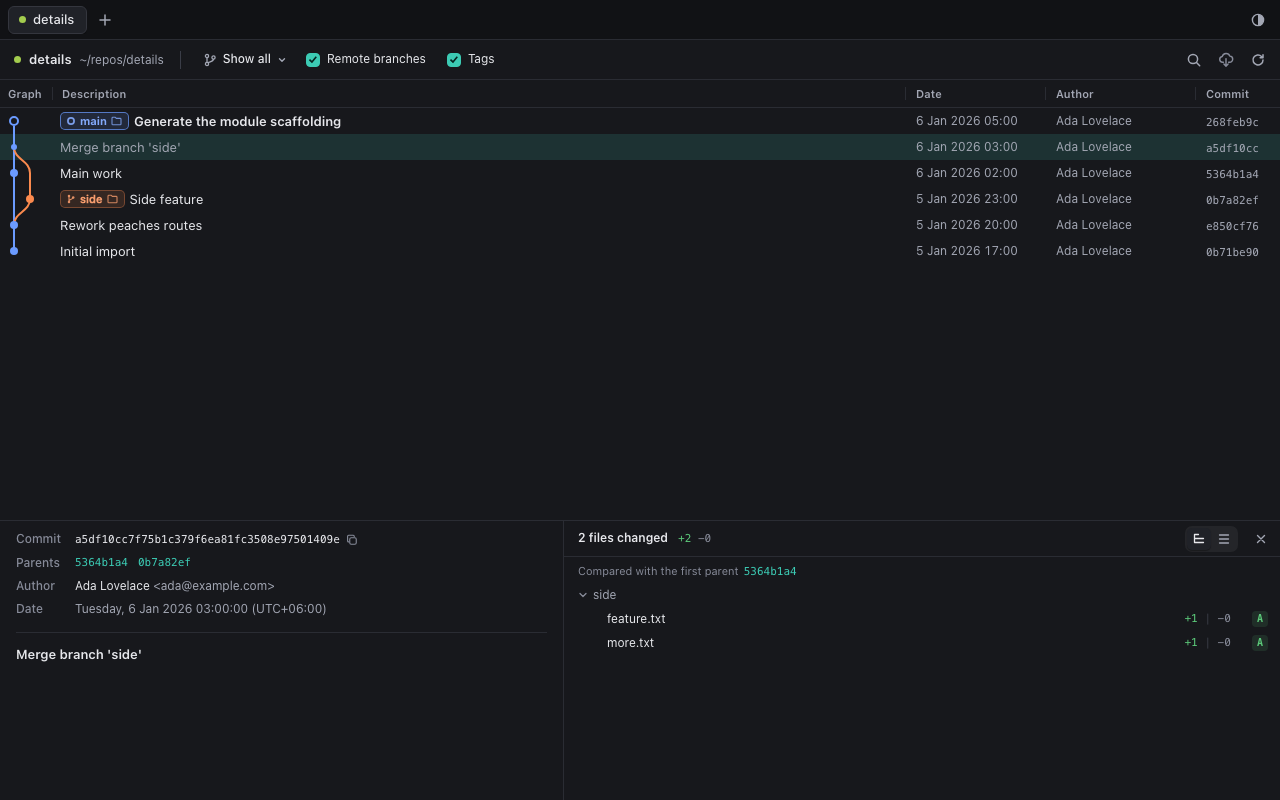 details
details ~/repos/details Show all Remote branches Tags
Graph Description Date Author Commit
main Generate the module scaffolding 6 Jan 2026 05:00 Ada Lovelace 268feb9c
Merge branch 'side' 6 Jan 2026 03:00 Ada Lovelace a5df10cc
Main work 6 Jan 2026 02:00 Ada Lovelace 5364b1a4
side Side feature 5 Jan 2026 23:00 Ada Lovelace 0b7a82ef
Rework peaches routes 5 Jan 2026 20:00 Ada Lovelace e850cf76
Initial import 5 Jan 2026 17:00 Ada Lovelace 0b71be90
Commit a5df10cc7f75b1c379f6ea81fc3508e97501409e
Parents 5364b1a4 0b7a82ef
Author Ada Lovelace <ada@example.com>
Date Tuesday, 6 Jan 2026 03:00:00 (UTC+06:00)
Merge branch 'side'
2 files changed +2 −0
Compared with the first parent 5364b1a4
side
feature.txt +1 | −0 A
more.txt +1 | −0 A